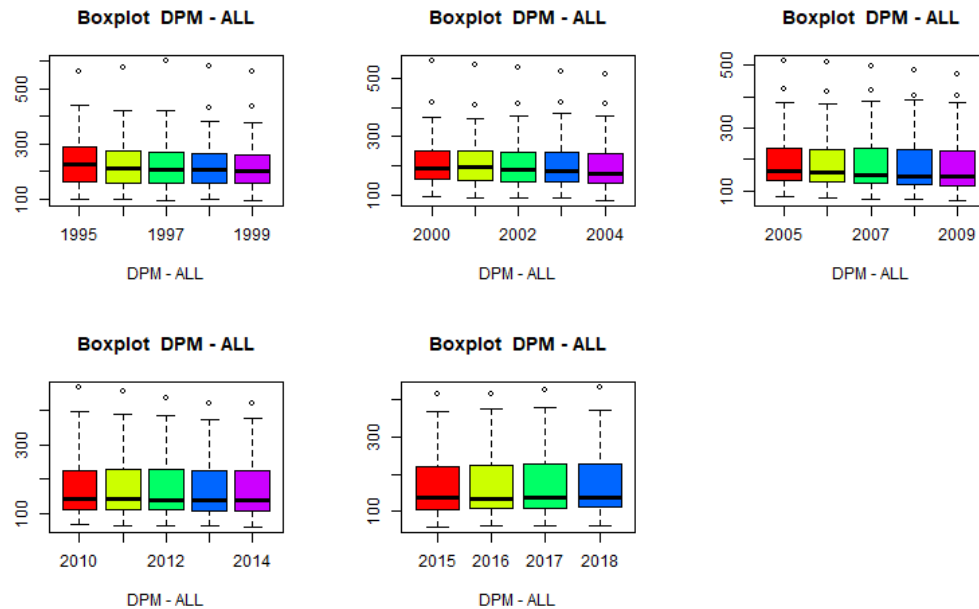 Boxplot DPM - ALL
500
300
100
1995 1997 1999
DPM - ALL
Boxplot DPM - ALL
500
300
100
2000 2002 2004
DPM - ALL
Boxplot DPM - ALL
500
300
100
2005 2007 2009
DPM - ALL
Boxplot DPM - ALL
300
100
2010 2012 2014
DPM - ALL
Boxplot DPM - ALL
300
100
2015 2016 2017 2018
DPM - ALL